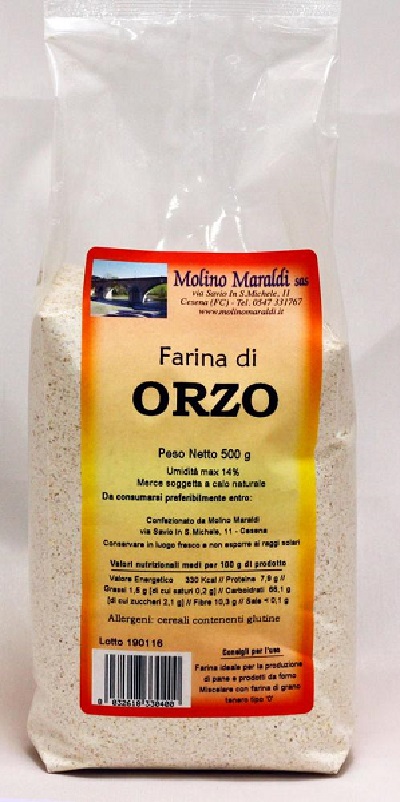 Molino Maraldi sas
via Savio In S.Michele, 11
Cesena (FC) - Tel. 0547 331767
www.molinomaraldi.it
Farina di
ORZO
Peso Netto 500 g
Umidità max 14%
Merce soggetta a calo naturale
Da consumarsi preferibilmente entro:
Confezionato da Molino Maraldi
via Savio In S.Michele, 11 - Cesena
Conservare in luogo fresco e non esporre ai raggi solari
Valori nutrizionali medi per 100 g di prodotto
Valore Energetico 330 Kcal // Proteine 7,9 g //
Grassi 1,5 g [di cui saturi 0,2 g] // Carboidrati 65,1 g
[di cui zuccheri 2,1 g] // Fibre 10,3 g // Sale < 0,1 g
Allergeni: cereali contenenti glutine
Lotto 190116
Consigli per l'uso
Farina ideale per la produzione
di pane e prodotti da forno
Miscelare con farina di grano
tenero tipo "0"